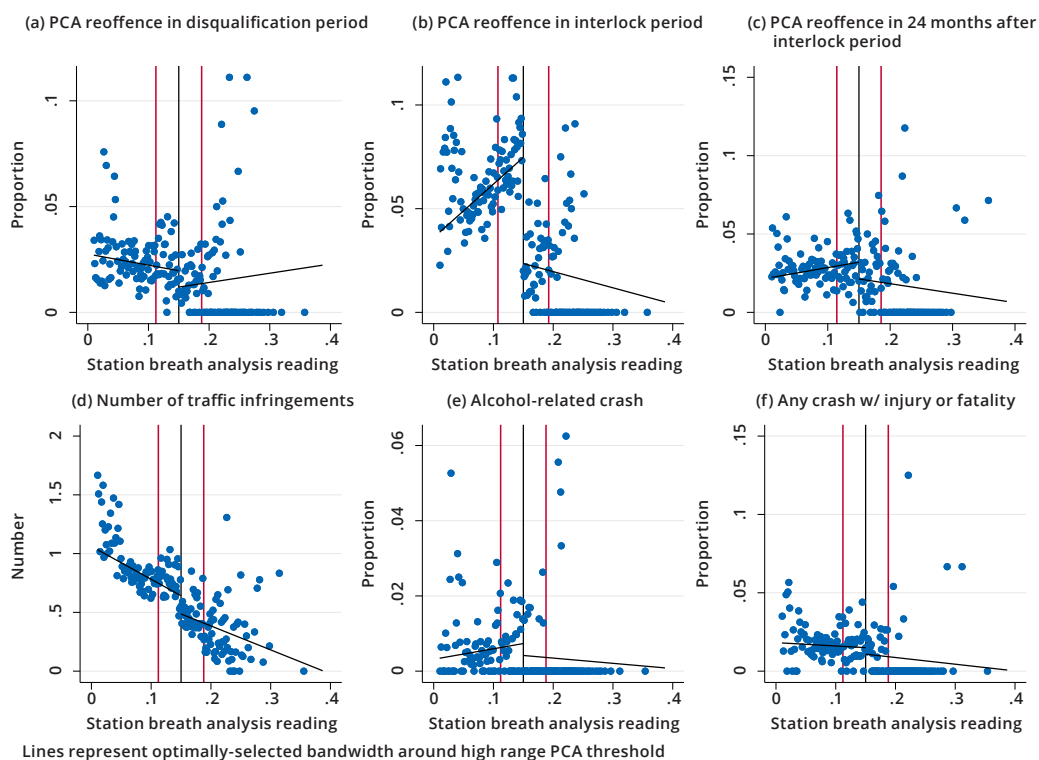 (a) PCA reoffence in disqualification period
(b) PCA reoffence in interlock period
(c) PCA reoffence in 24 months after
interlock period
Proportion
.1
.05
0
0 .1 .2 .3 .4
Station breath analysis reading
Proportion
.1
.05
0
0 .1 .2 .3 .4
Station breath analysis reading
Proportion
.15
.1
.05
0
0 .1 .2 .3 .4
Station breath analysis reading
(d) Number of traffic infringements
(e) Alcohol-related crash
(f) Any crash w/ injury or fatality
Number
2
1.5
1
.5
0
0 .1 .2 .3 .4
Station breath analysis reading
Proportion
.06
.04
.02
0
0 .1 .2 .3 .4
Station breath analysis reading
Proportion
.15
.1
.05
0
0 .1 .2 .3 .4
Station breath analysis reading
Lines represent optimally-selected bandwidth around high range PCA threshold